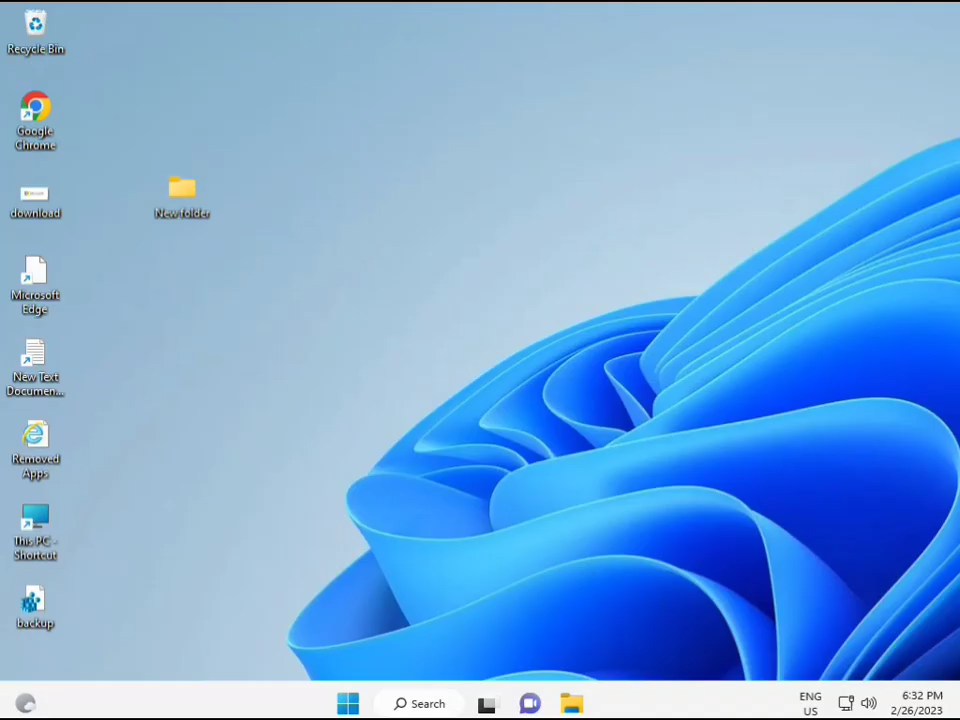 Recycle Bin
Google
Chrome
download
New folder
Microsoft
Edge
New Text
Documen...
Removed
Apps
This PC -
Shortcut
backup
Search
ENG
US
6:32 PM
2/26/2023